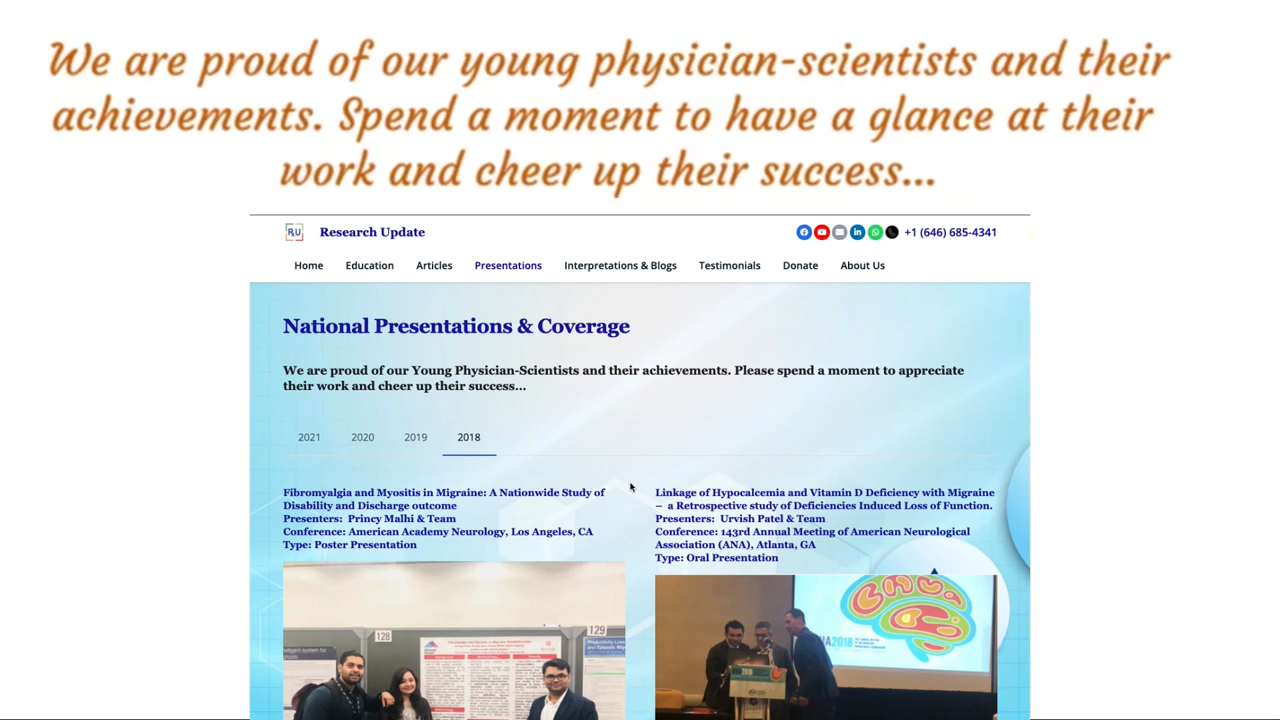 We are proud of our young physician-scientists and their
achievements. Spend a moment to have a glance at their
work and cheer up their success...
RU Research Update
+1 (646) 685-4341
Home Education Articles Presentations Interpretations & Blogs Testimonials Donate About Us
National Presentations & Coverage
We are proud of our Young Physician-Scientists and their achievements. Please spend a moment to appreciate
their work and cheer up their success...
2021 2020 2019 2018
Fibromyalgia and Myositis in Migraine: A Nationwide Study of
Disability and Discharge outcome
Presenters: Princy Malhi & Team
Conference: American Academy Neurology, Los Angeles, CA
Type: Poster Presentation
Linkage of Hypocalcemia and Vitamin D Deficiency with Migraine
– a Retrospective study of Deficiencies Induced Loss of Function.
Presenters: Urvish Patel & Team
Conference: 143rd Annual Meeting of American Neurological
Association (ANA), Atlanta, GA
Type: Oral Presentation
128
129
2018